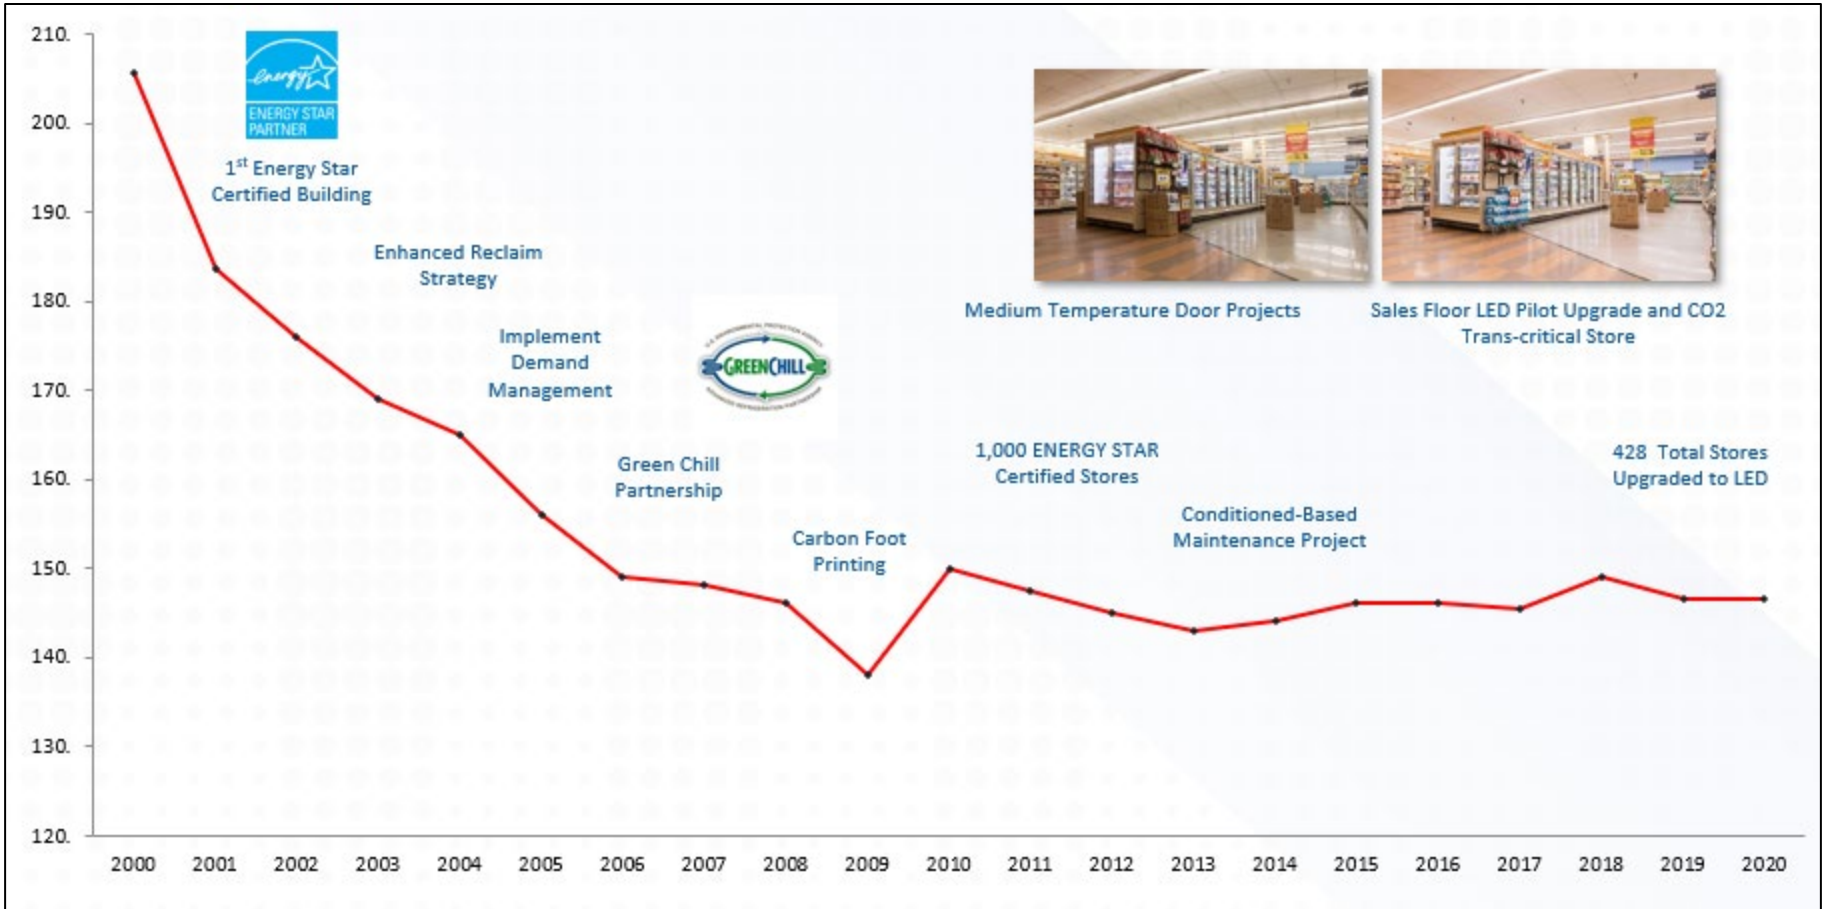 210.
200.
190.
180.
170.
160.
150.
140.
130.
120.
energy
ENERGY STAR
PARTNER
1st Energy Star
Certified Building
Enhanced Reclaim
Strategy
Implement
Demand
Management
GREENCHILL
Green Chill
Partnership
Carbon Foot
Printing
Medium Temperature Door Projects
Sales Floor LED Pilot Upgrade and CO2
Trans-critical Store
1,000 ENERGY STAR
Certified Stores
Conditioned-Based
Maintenance Project
428 Total Stores
Upgraded to LED
2000 2001 2002 2003 2004 2005 2006 2007 2008 2009 2010 2011 2012 2013 2014 2015 2016 2017 2018 2019 2020